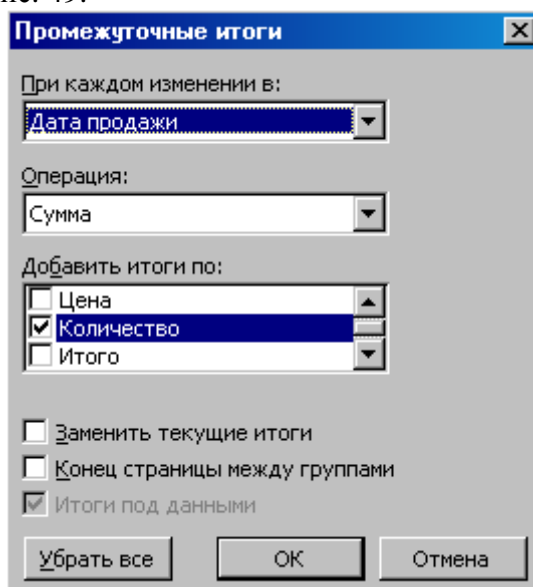 Промежуточные итоги
При каждом изменении в:
Дата продажи
Операция:
Сумма
Добавить итоги по:
Цена
Количество
Итого
Заменить текущие итоги
Конец страницы между группами
Итоги под данными
Убрать все ОК Отмена